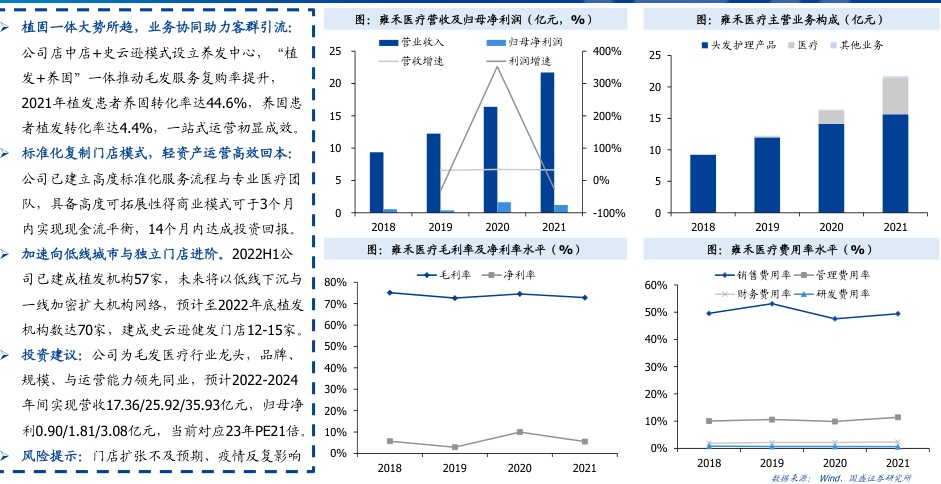 植固一体大势所趋，业务协同助力客群引流：
公司店中店+史云逊模式设立养发中心，“植
发+养固”一体推动毛发服务复购率提升，
2021年植发患者养固转化率达44.6%，养固患
者植发转化率达4.4%，一站式运营初显成效。
标准化复制门店模式，轻资产运营高效回本：
公司已建立高度标准化服务流程与专业医疗团
队，具备高度可拓展性得商业模式可于3个月
内实现现金流平衡，14个月内达成投资回报。
加速向低线城市与独立门店进阶。2022H1公
司已建成植发机构57家，未来将以低线下沉与
一线加密扩大机构网络，预计至2022年底植发
机构数达70家，建成史云逊健发门店12-15家。
投资建议：公司为毛发医疗行业龙头，品牌、
规模、与运营能力领先同业，预计2022-2024
年间实现营收17.36/25.92/35.93亿元，归母净
利0.90/1.81/3.08亿元，当前对应23年PE21倍。
风险提示：门店扩张不及预期、疫情反复影响
图：雍禾医疗营收及归母净利润（亿元，%）
营业收入 归母净利润
营收增速 利润增速
25 400%
20 300%
15 200%
10 100%
5 0%
0 -100%
2018 2019 2020 2021
图：雍禾医疗主营业务构成（亿元）
头发护理产品 医疗 其他业务
25
20
15
10
5
0
2018 2019 2020 2021
图：雍禾医疗毛利率及净利率水平（%）
毛利率 净利率
80%
70%
60%
50%
40%
30%
20%
10%
0%
2018 2019 2020 2021
图：雍禾医疗费用率水平（%）
销售费用率 管理费用率
财务费用率 研发费用率
60%
50%
40%
30%
20%
10%
0%
2018 2019 2020 2021
数据来源： Wind、国盛证券研究所